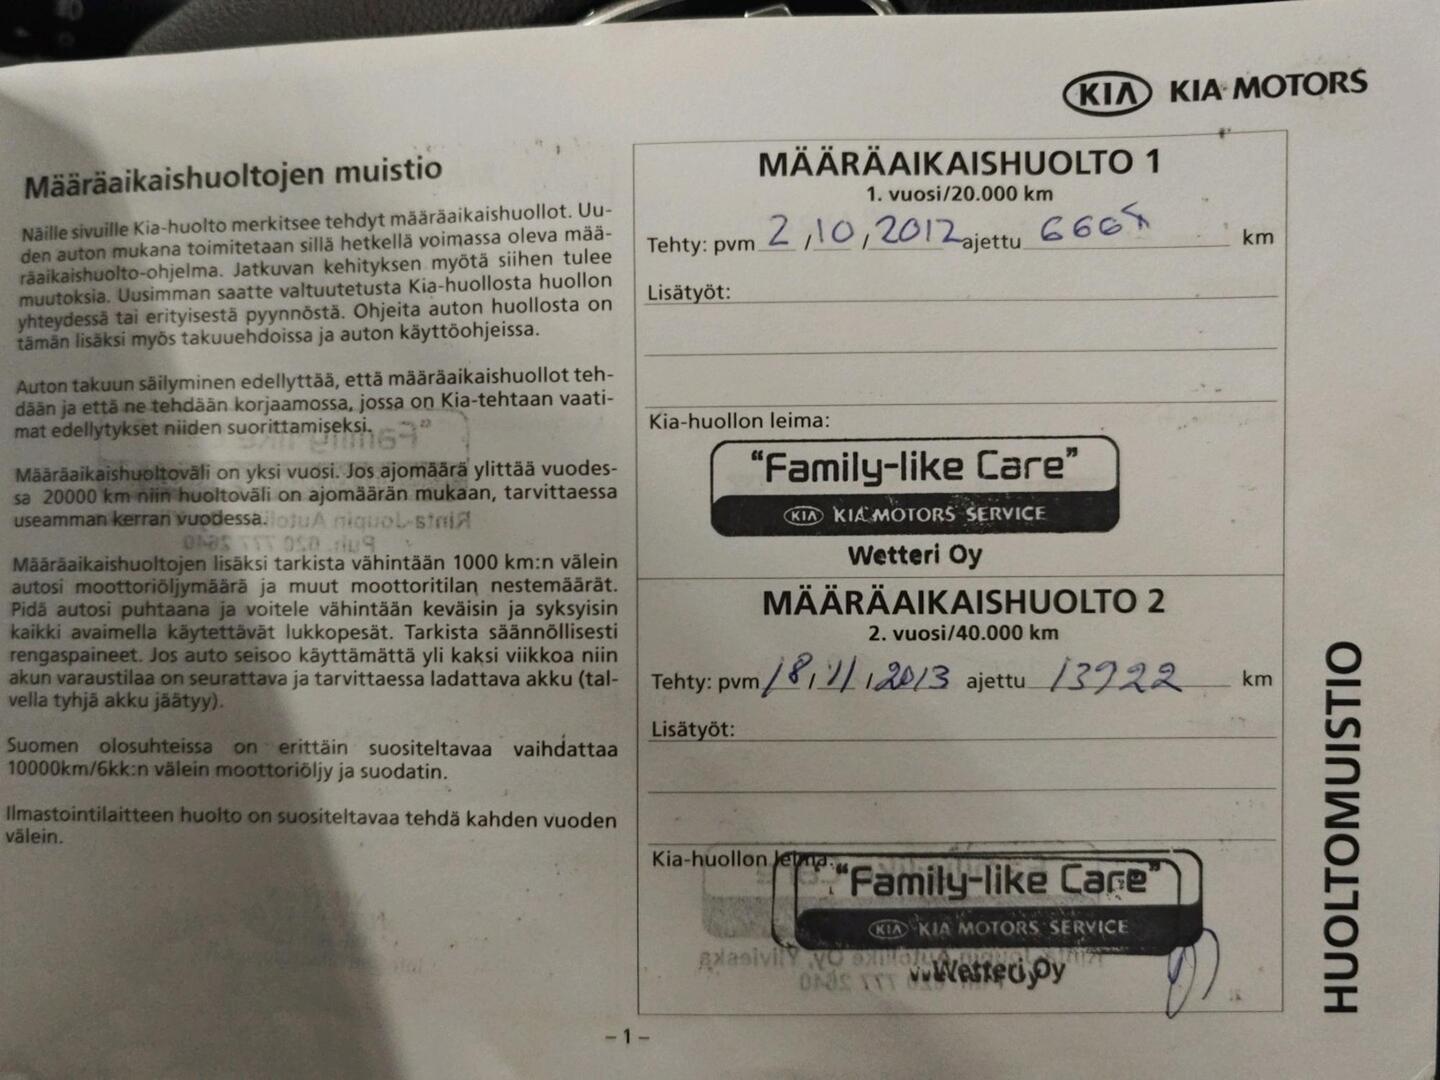 KIA KIA MOTORS
Määräaikaishuoltojen muistio
Näille sivuille Kia-huolto merkitsee tehdyt määräaikaishuollot. Uu-
den auton mukana toimitetaan sillä hetkellä voimassa oleva mää-
räaikaishuolto-ohjelma. Jatkuvan kehityksen myötä siihen tulee
muutoksia. Uusimman saatte valtuutetusta Kia-huollosta huollon
yhteydessä tai erityisestä pyynnöstä. Ohjeita auton huollosta on
tämän lisäksi myös takuuehdoissa ja auton käyttöohjeissa.
Auton takuun säilyminen edellyttää, että määräaikaishuollot teh-
dään ja että ne tehdään korjaamossa, jossa on Kia-tehtaan vaati-
mat edellytykset niiden suorittamiseksi.
Määräaikaishuoltoväli on yksi vuosi. Jos ajomäärä ylittää vuodes-
sa 20000 km niin huoltoväli on ajomäärän mukaan, tarvittaessa
useamman kerran vuodessa.
Määräaikaishuoltojen lisäksi tarkista vähintään 1000 km:n välein
autosi moottoriöljymäärä ja muut moottoritilan nestemäärät.
Pidä autosi puhtaana ja voitele vähintään keväisin ja syksyisin
kaikki avaimella käytettävät lukkopesät. Tarkista säännöllisesti
rengaspaineet. Jos auto seisoo käyttämättä yli kaksi viikkoa niin
akun varaustilaa on seurattava ja tarvittaessa ladattava akku (tal-
vella tyhjä akku jäätyy).
Suomen olosuhteissa on erittäin suositeltavaa vaihdattaa
10000km/6kk:n välein moottoriöljy ja suodatin.
Ilmastointilaitteen huolto on suositeltavaa tehdä kahden vuoden
välein.
MÄÄRÄAIKAISHUOLTO 1
1. vuosi/20.000 km
Tehty: pvm 2 / 10 / 2012 ajettu km
Lisätyöt:
Kia-huollon leima:
"Family-like Care"
KIA KIA MOTORS SERVICE
Wetteri Oy
MÄÄRÄAIKAISHUOLTO 2
2. vuosi/40.000 km
Tehty: pvm 18 / 11 / 2013 ajettu 13922 km
Lisätyöt:
Kia-huollon leima:
"Family-like Care"
KIA KIA MOTORS SERVICE
Wetteri Oy
HUOLTOMUISTIO
– 1 –